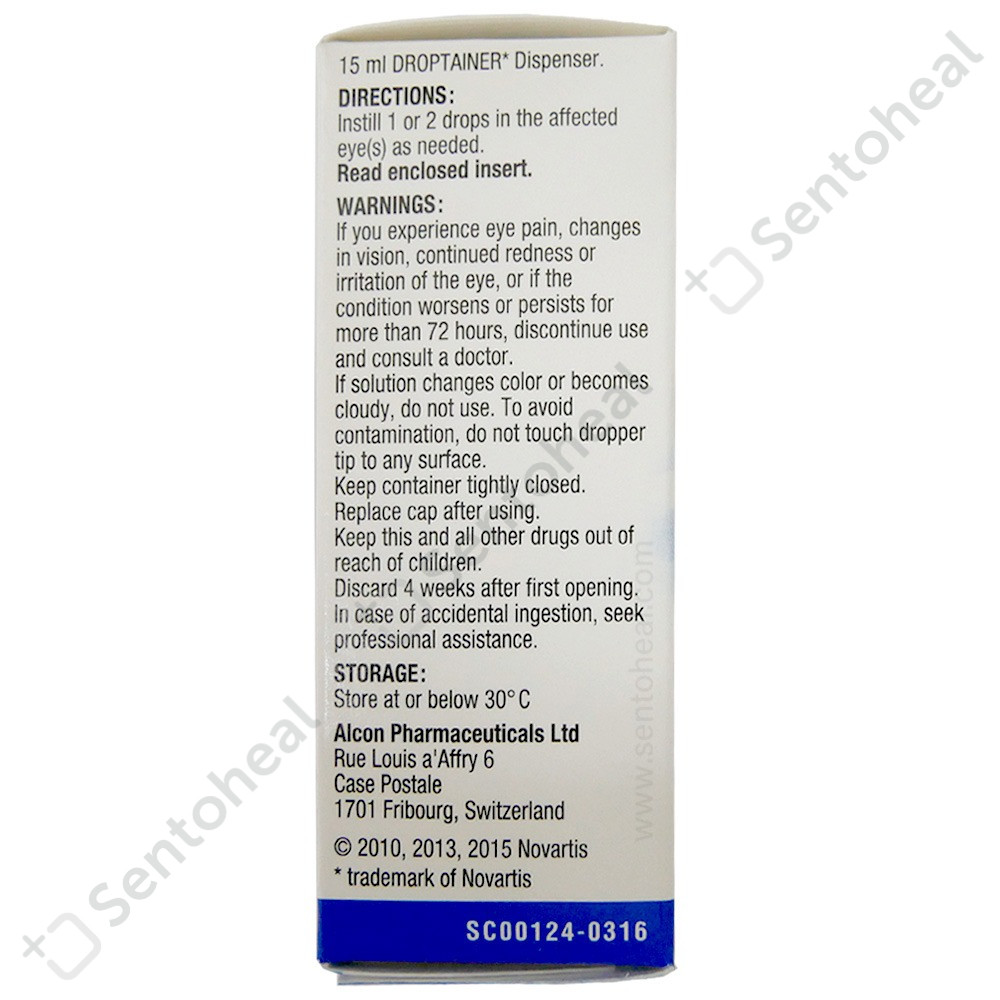 15 ml DROPTAINER* Dispenser.
DIRECTIONS:
Instill 1 or 2 drops in the affected
eye(s) as needed.
Read enclosed insert.
WARNINGS:
If you experience eye pain, changes
in vision, continued redness or
irritation of the eye, or if the
condition worsens or persists for
more than 72 hours, discontinue use
and consult a doctor.
If solution changes color or becomes
cloudy, do not use. To avoid
contamination, do not touch dropper
tip to any surface.
Keep container tightly closed.
Replace cap after using.
Keep this and all other drugs out of
reach of children.
Discard 4 weeks after first opening.
In case of accidental ingestion, seek
professional assistance.
STORAGE:
Store at or below 30° C
Alcon Pharmaceuticals Ltd
Rue Louis a'Affry 6
Case Postale
1701 Fribourg, Switzerland
© 2010, 2013, 2015 Novartis
* trademark of Novartis
SC00124-0316
Sentoheal
Sentoheal
Sentoheal
www.sentoheal.com